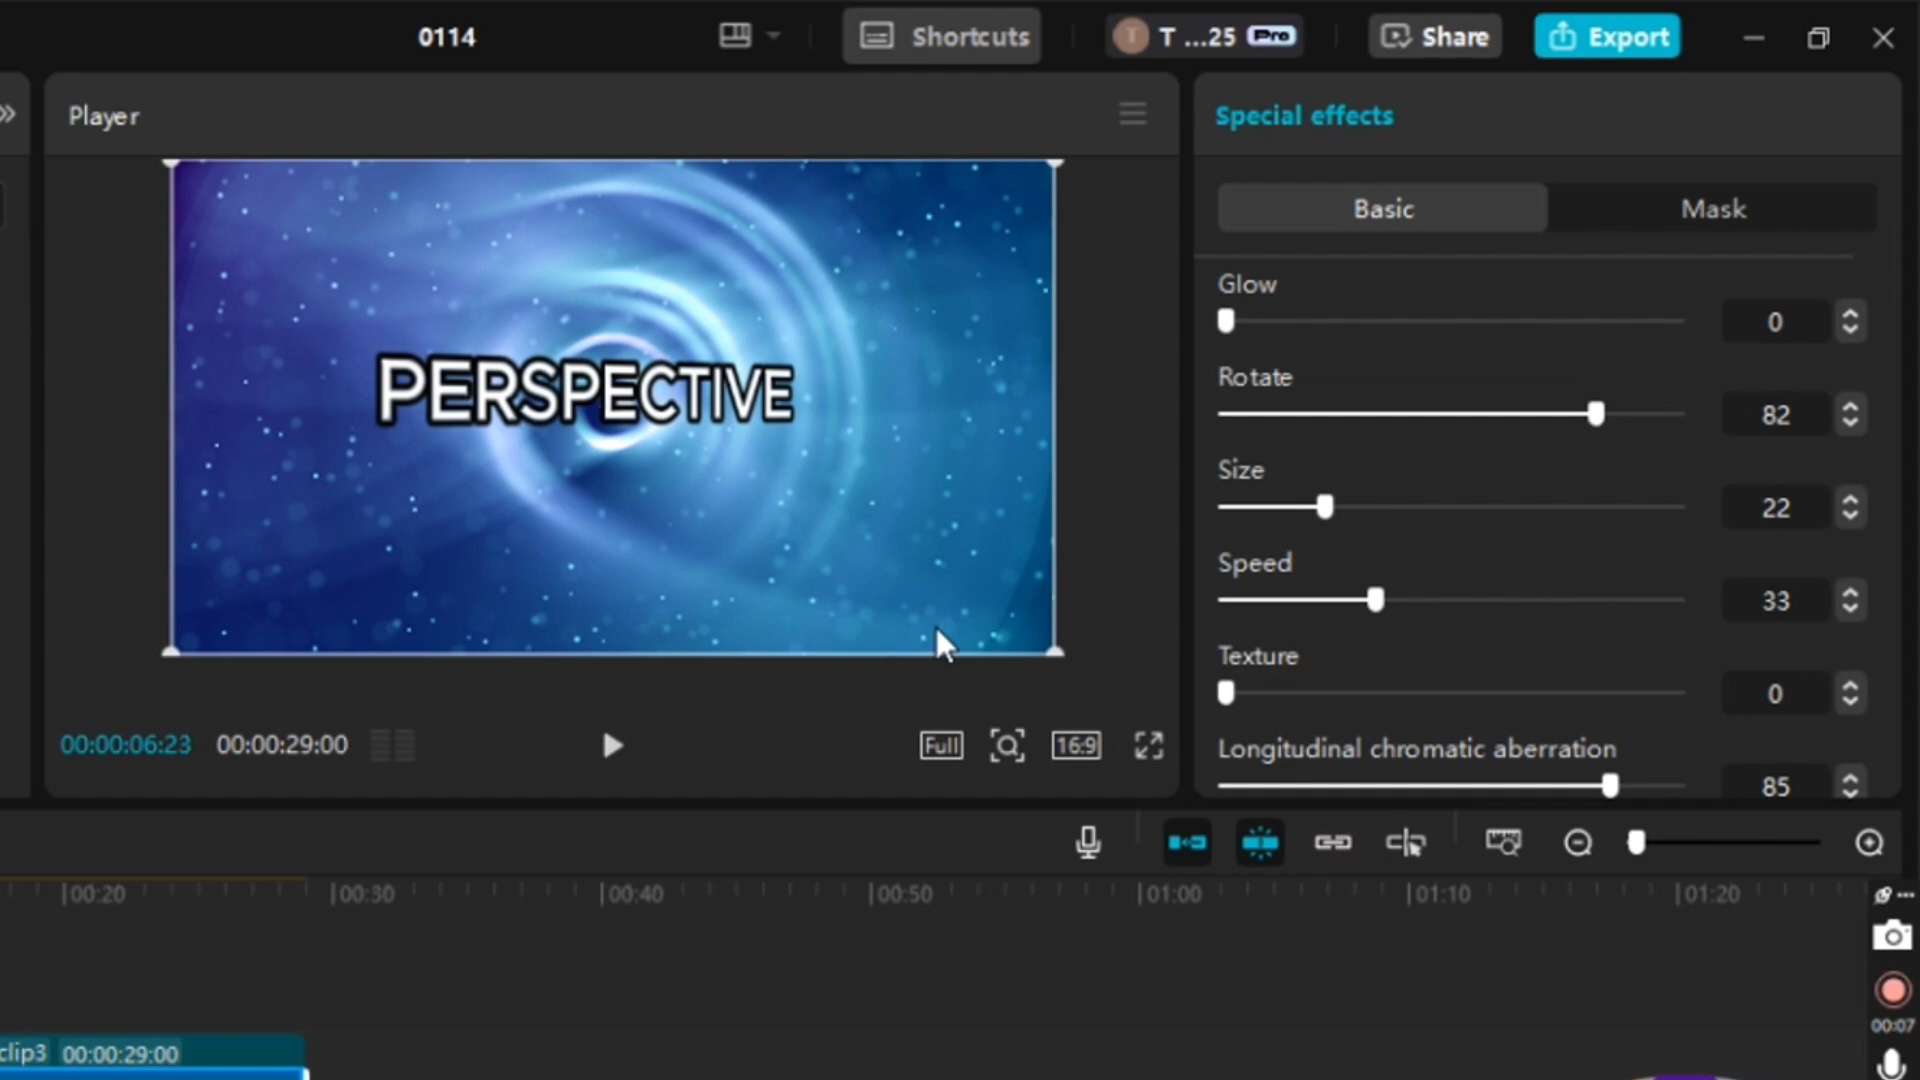 0114
Shortcuts
T
T ...25
Pro
Share
Export
Player
Special effects
Basic
Mask
PERSPECTIVE
Glow
0
Rotate
82
Size
22
Speed
33
Texture
0
Longitudinal chromatic aberration
85
00:00:06:23
00:00:29:00
Full
16:9
00:20
00:30
00:40
00:50
01:00
01:10
01:20
00:07
clip3 00:00:29:00